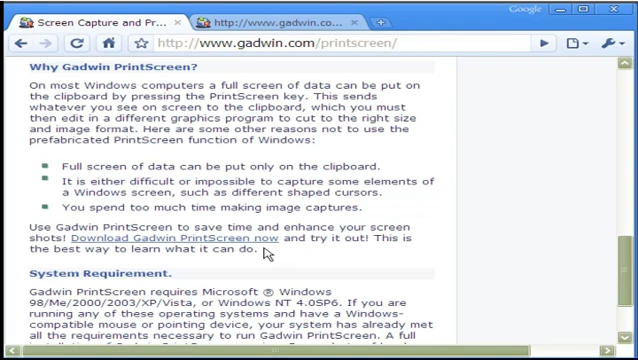 Google
Screen Capture and Pr...
http://www.gadwin.co...
http://www.gadwin.com/printscreen/
Why Gadwin PrintScreen?
On most Windows computers a full screen of data can be put on
the clipboard by pressing the PrintScreen key. This sends
whatever you see on screen to the clipboard, which you must
then edit in a different graphics program to cut to the right size
and image format. Here are some other reasons not to use the
prefabricated PrintScreen function of Windows:
Full screen of data can be put only on the clipboard.
It is either difficult or impossible to capture some elements of
a Windows screen, such as different shaped cursors.
You spend too much time making image captures.
Use Gadwin PrintScreen to save time and enhance your screen
shots! Download Gadwin PrintScreen now and try it out! This is
the best way to learn what it can do.
System Requirement.
Gadwin PrintScreen requires Microsoft ® Windows
98/Me/2000/2003/XP/Vista, or Windows NT 4.0SP6. If you are
running any of these operating systems and have a Windows-
compatible mouse or pointing device, your system has already met
all the requirements necessary to run Gadwin PrintScreen. A full